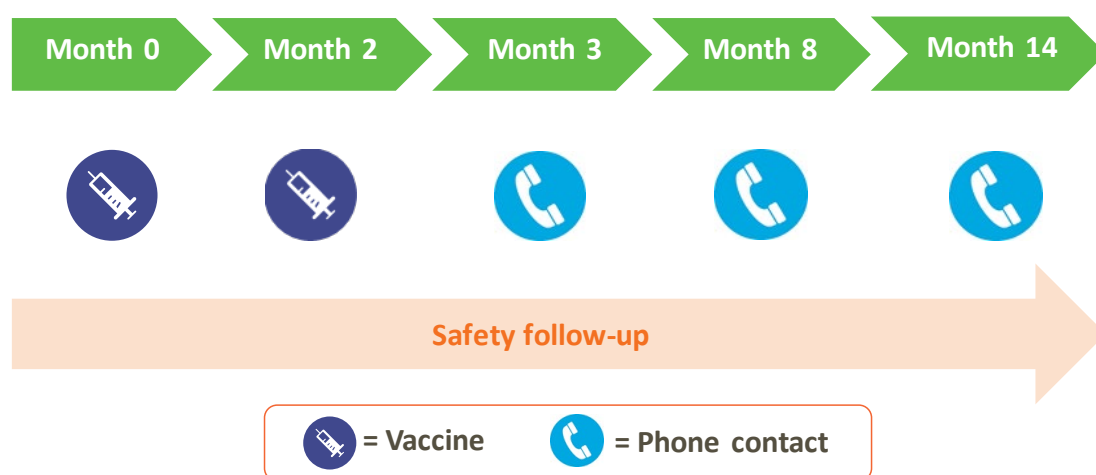 Month 0
Month 2
Month 3
Month 8
Month 14
Safety follow-up
= Vaccine
= Phone contact